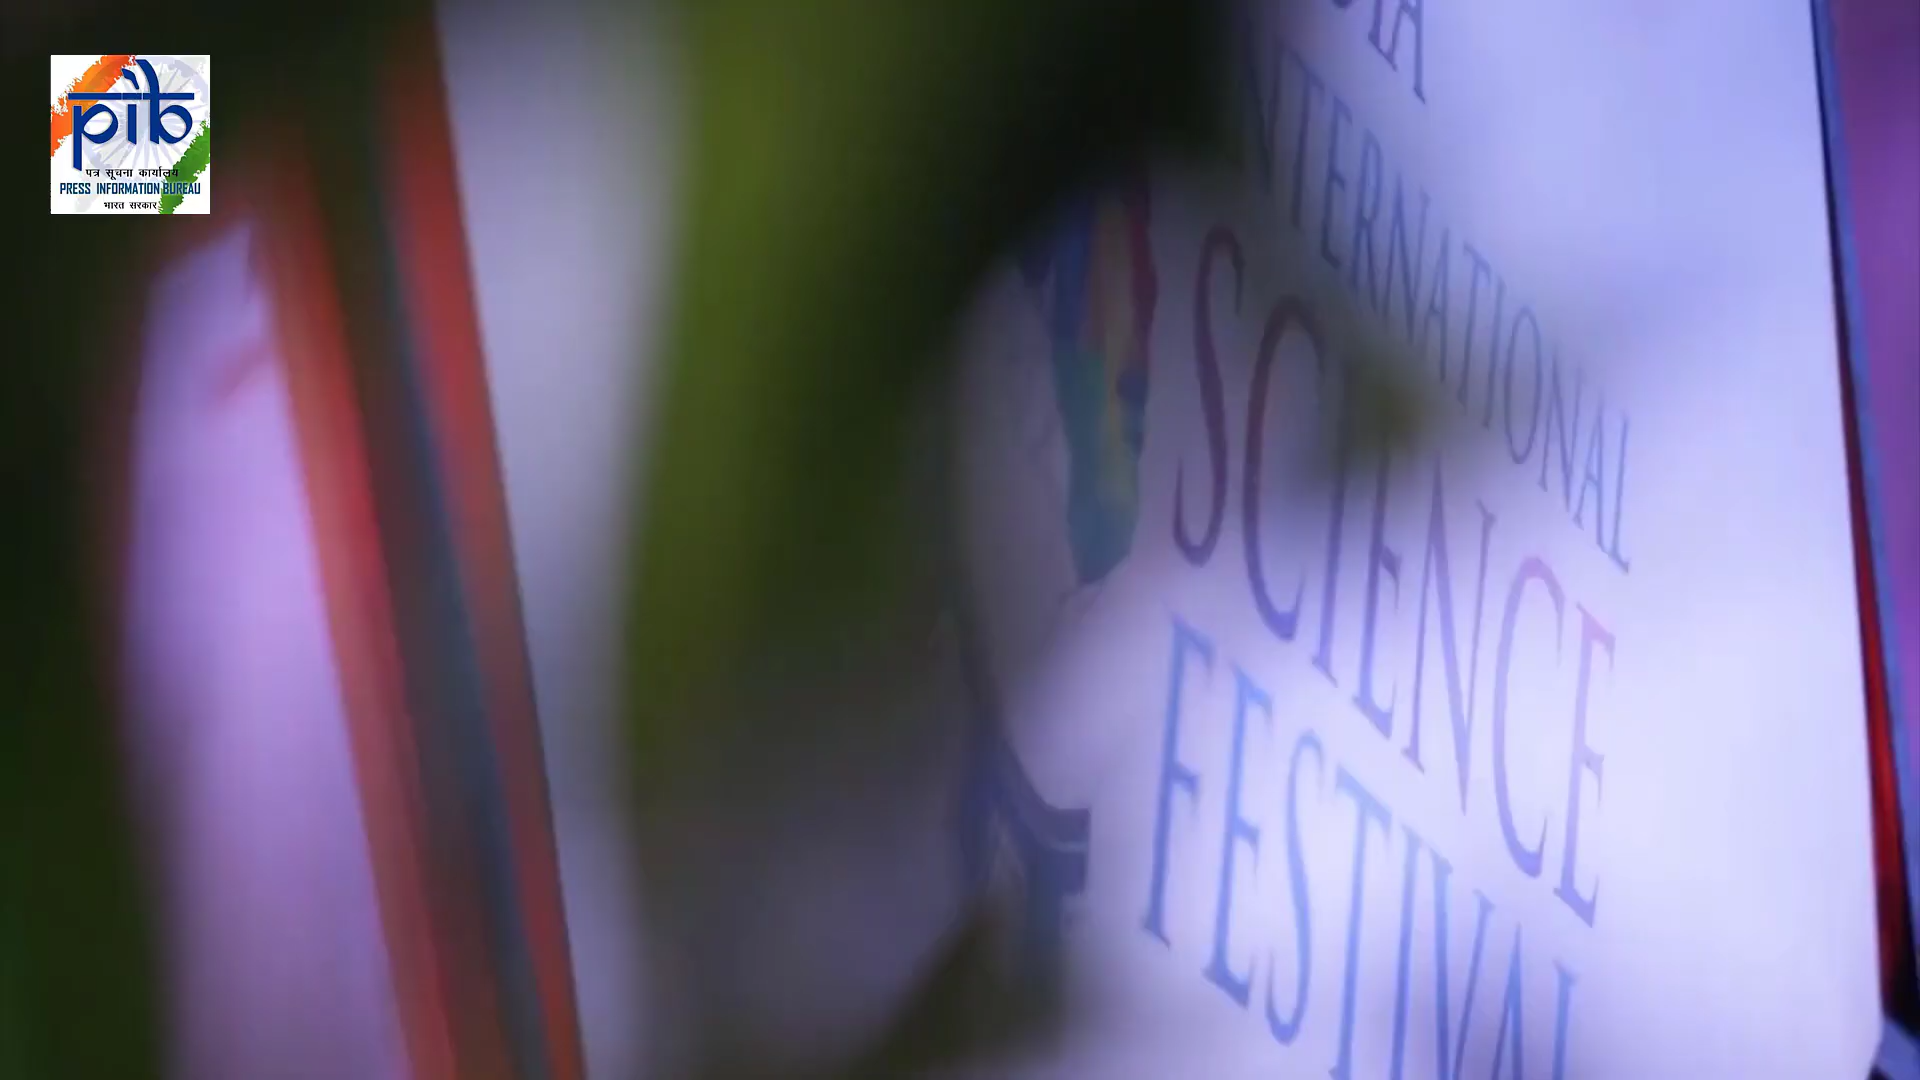 pib
पत्र सूचना कार्यालय
PRESS INFORMATION BUREAU
भारत सरकार
INTERNATIONAL
SCIENCE
FESTIVAL